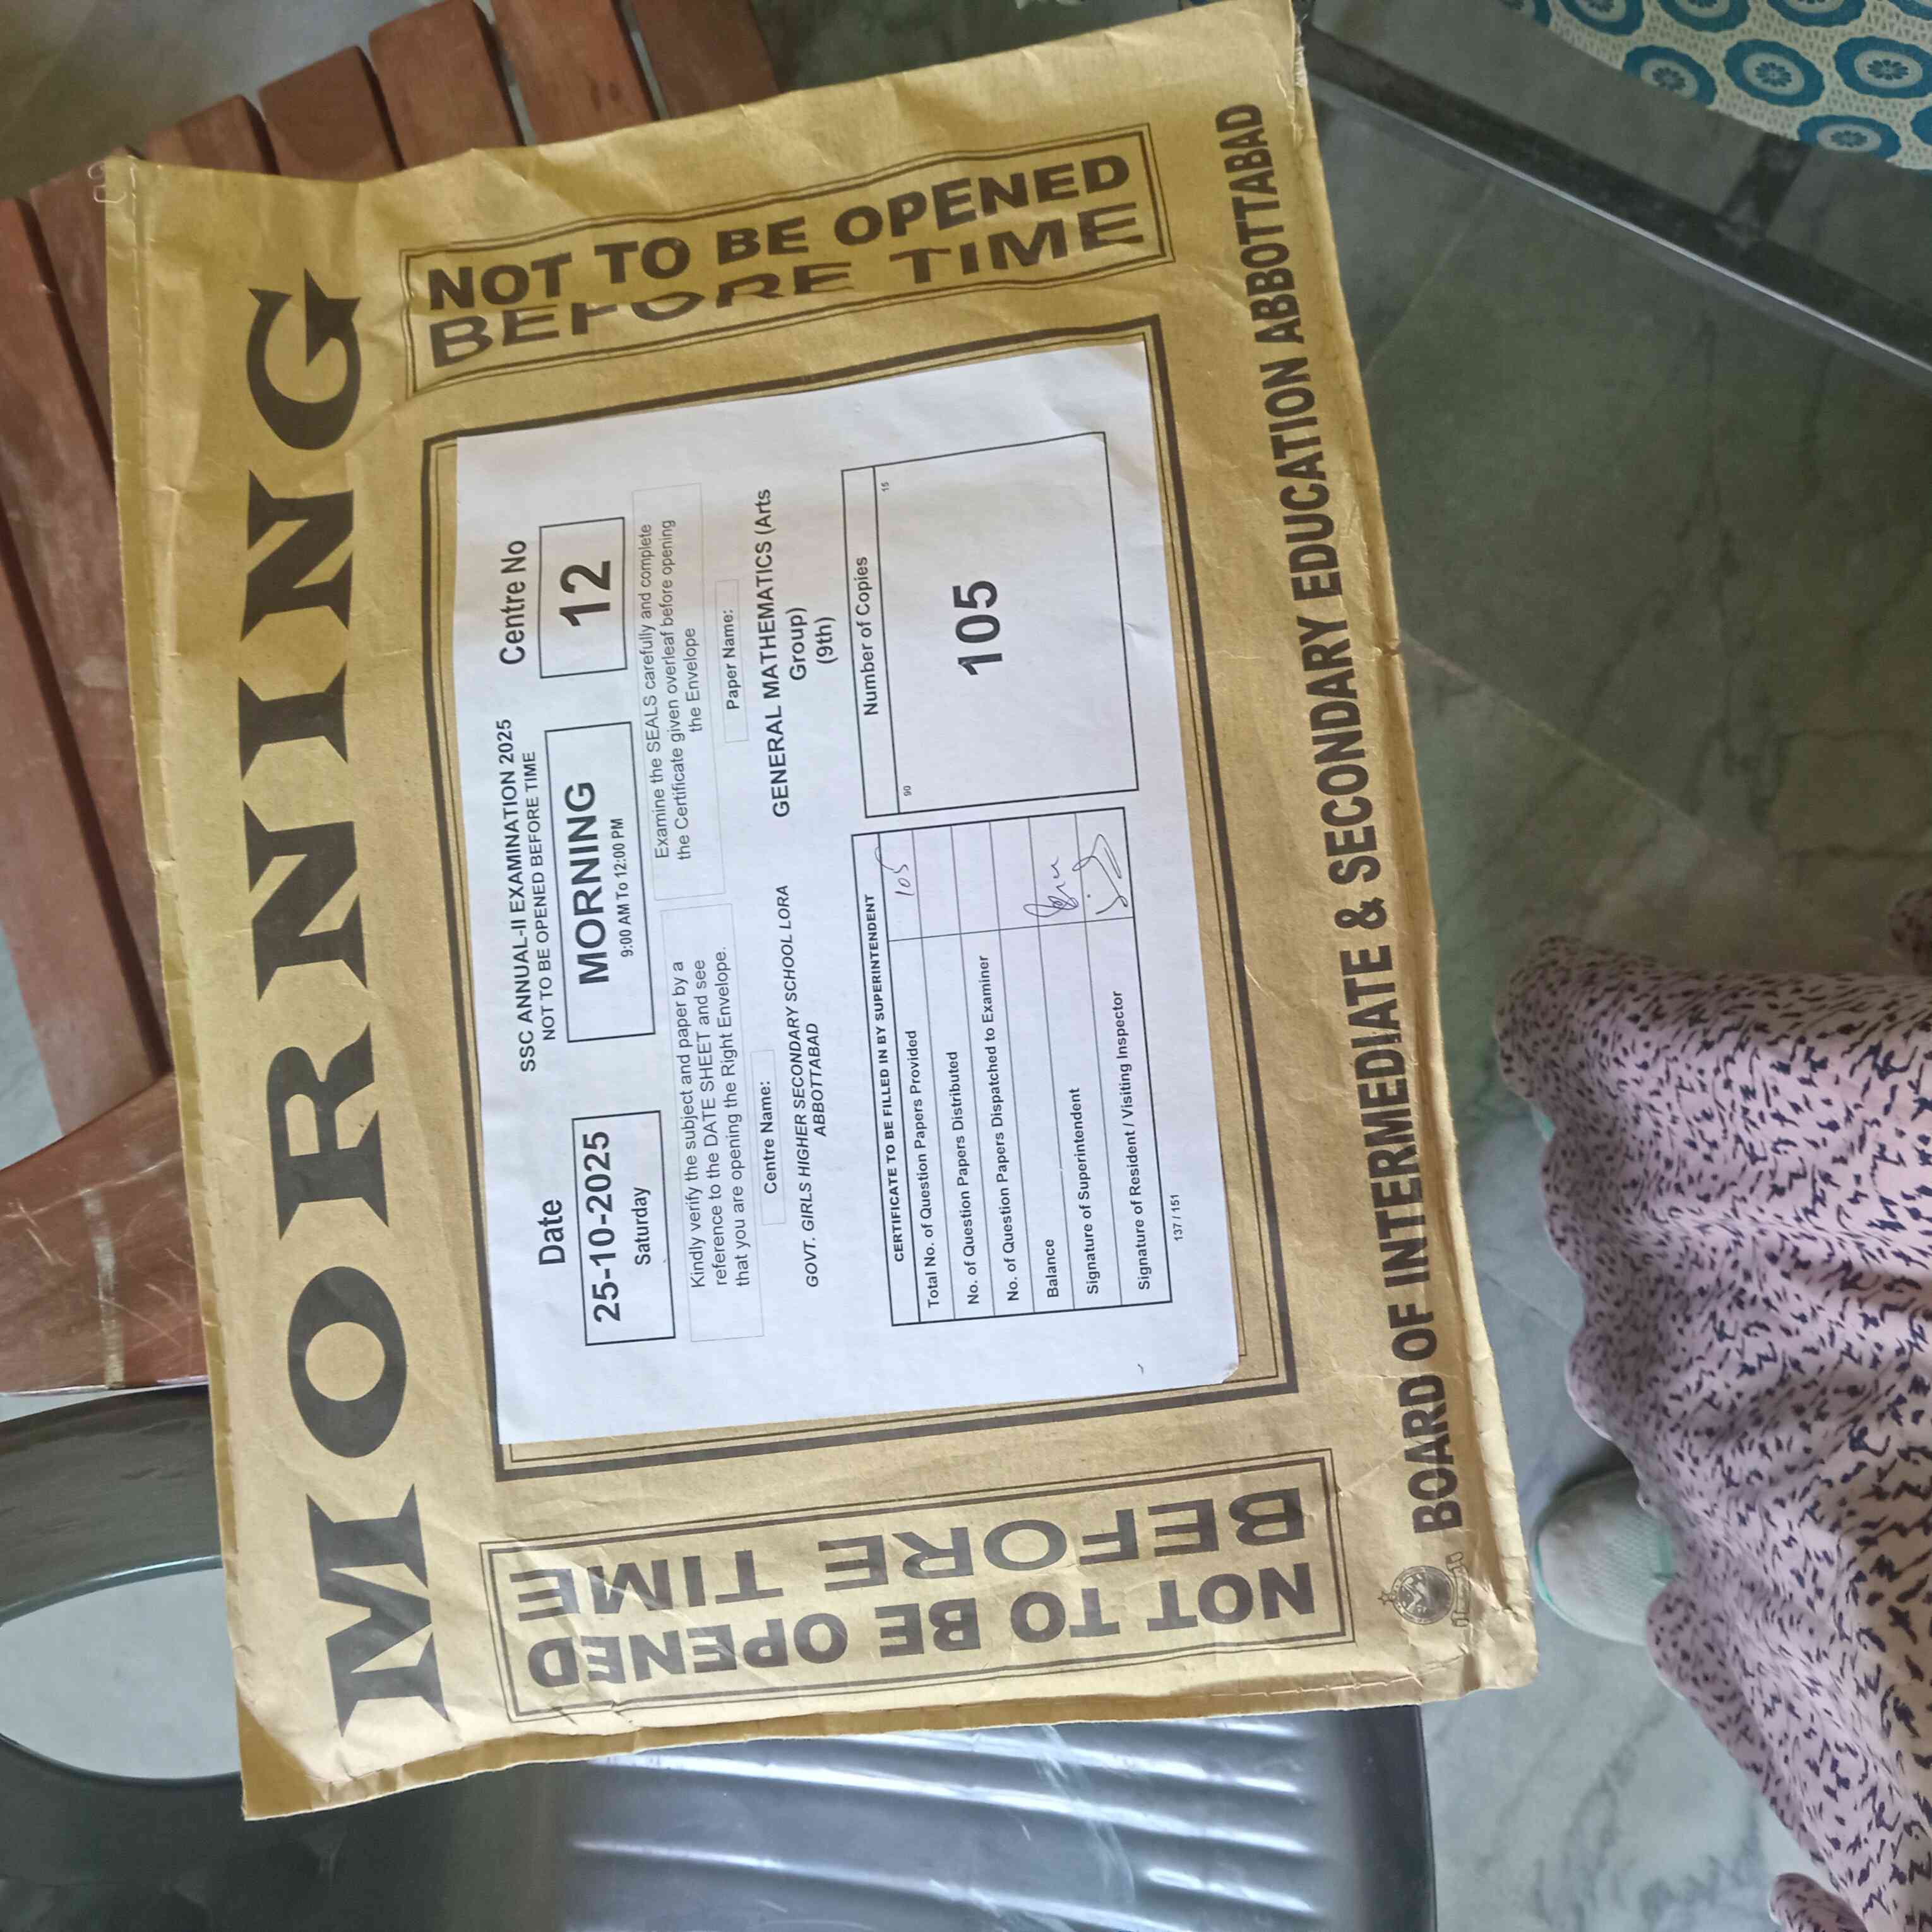 MORNING
NOT TO BE OPENED
BEFORE TIME
NOT TO BE OPENED
BEFORE TIME
SSC ANNUAL-II EXAMINATION 2025
NOT TO BE OPENED BEFORE TIME
Date
25-10-2025
Saturday
MORNING
9:00 AM To 12:00 PM
Centre No
12
Kindly verify the subject and paper by a
reference to the DATE SHEET and see
that you are opening the Right Envelope.
Examine the SEALS carefully and complete
the Certificate given overleaf before opening
the Envelope
Centre Name:
GOVT. GIRLS HIGHER SECONDARY SCHOOL LORA
ABBOTTABAD
Paper Name:
GENERAL MATHEMATICS (Arts
Group)
(9th)
CERTIFICATE TO BE FILLED IN BY SUPERINTENDENT
Total No. of Question Papers Provided 105
No. of Question Papers Distributed
No. of Question Papers Dispatched to Examiner
Balance
Signature of Superintendent
Signature of Resident / Visiting Inspector
Number of Copies
90 15
105
137 / 151
BOARD OF INTERMEDIATE & SECONDARY EDUCATION ABBOTTABAD